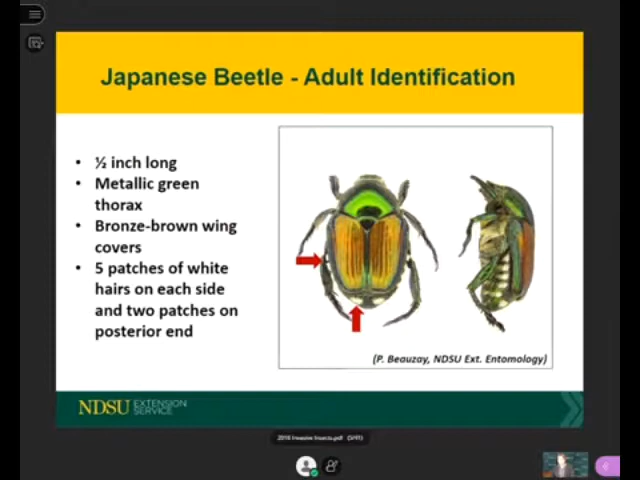 Japanese Beetle - Adult Identification
• ½ inch long
• Metallic green
thorax
• Bronze-brown wing
covers
• 5 patches of white
hairs on each side
and two patches on
posterior end
(P. Beauzay, NDSU Ext. Entomology)
NDSU EXTENSION
SERVICE
2016 Invasive Insects.pdf